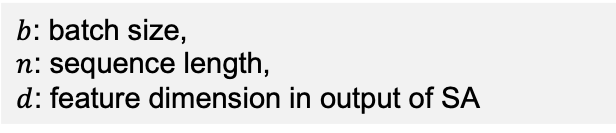 b: batch size,
n: sequence length,
d: feature dimension in output of SA